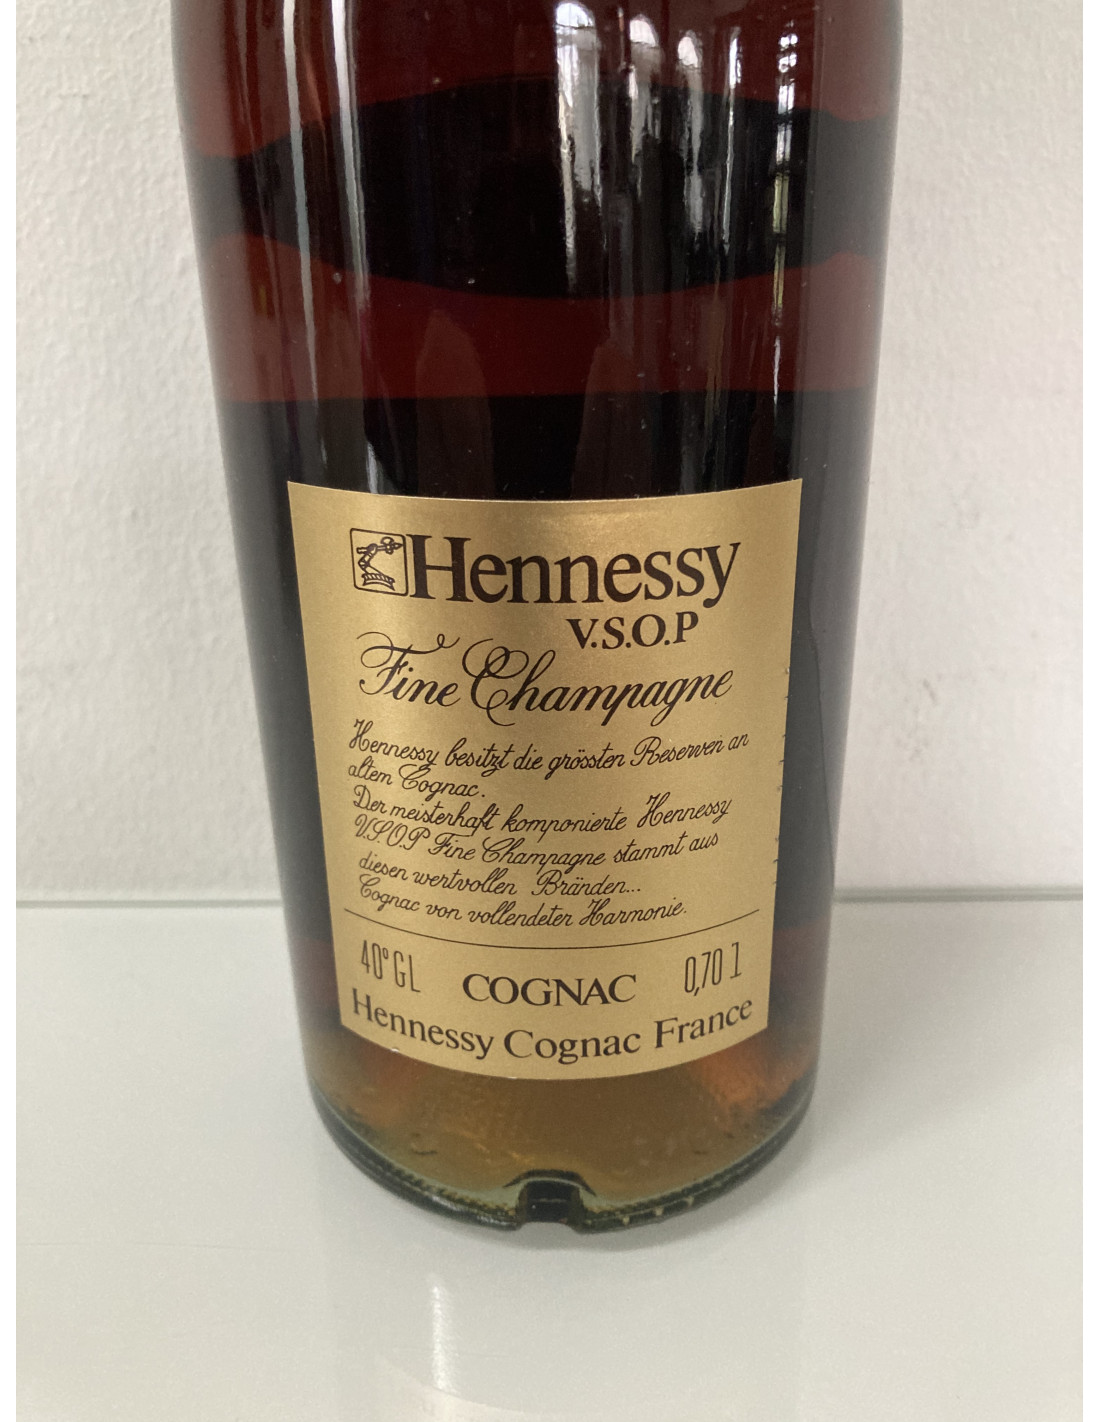 Hennessy
V.S.O.P
Fine Champagne
Hennessy besitzt die grössten Reserven an
altem Cognac.
Der meisterhaft komponierte Hennessy
V.S.O.P Fine Champagne stammt aus
diesen wertvollen Bränden...
Cognac von vollendeter Harmonie.
40° GL COGNAC 0,70 l
Hennessy Cognac France